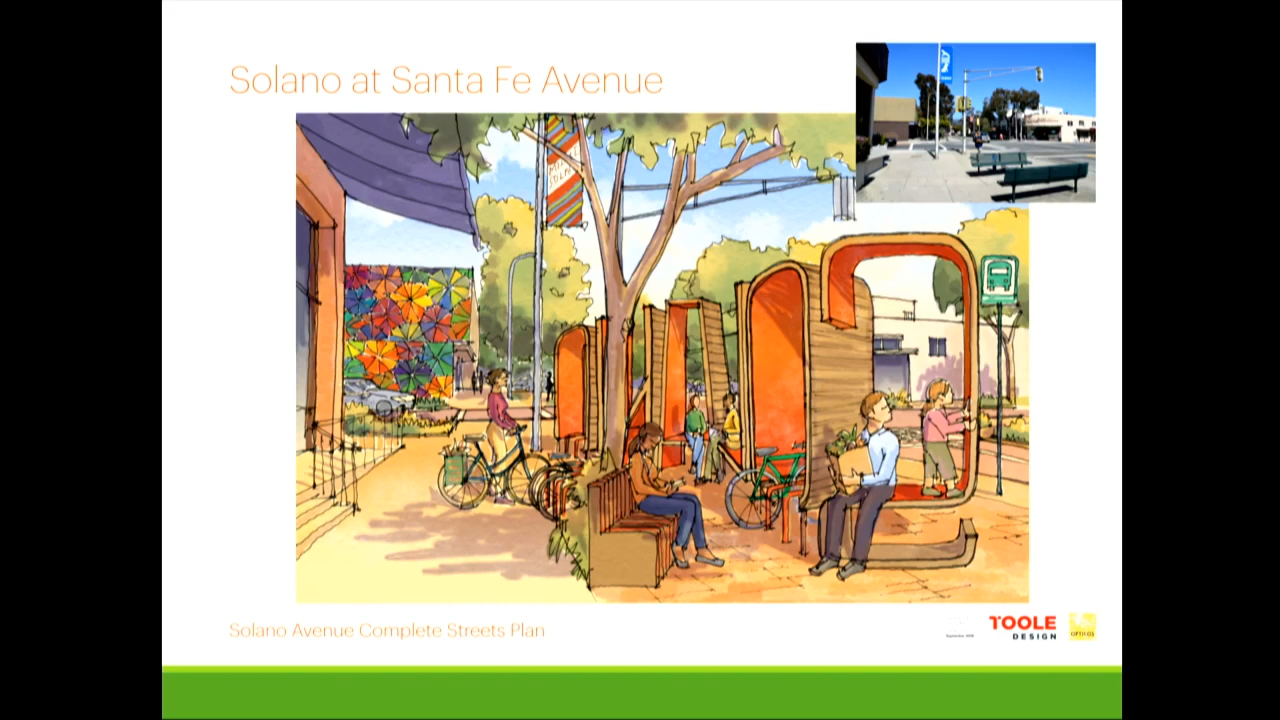 Solano at Santa Fe Avenue
Solano Avenue Complete Streets Plan
TOOLE
DESIGN